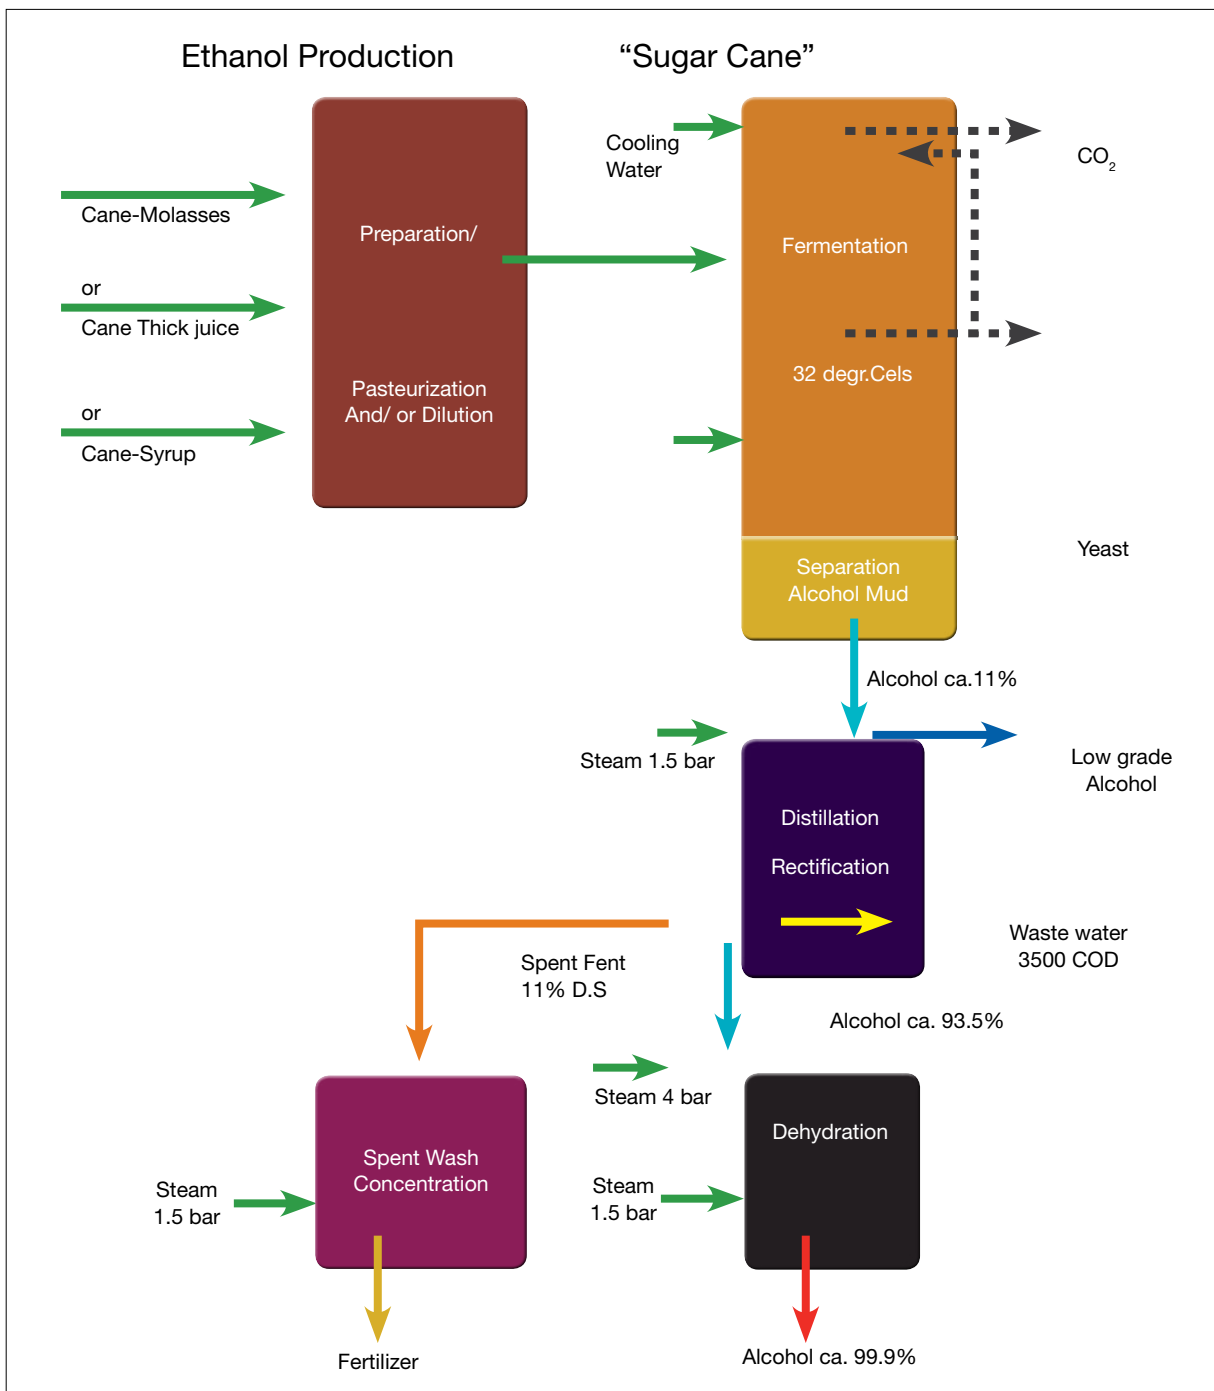 Ethanol Production
“Sugar Cane”
Cooling
Water
CO2
Cane-Molasses
Preparation/
Fermentation
or
Cane Thick juice
32 degr.Cels
Pasteurization
And/ or Dilution
or
Cane-Syrup
Yeast
Separation
Alcohol Mud
Alcohol ca.11%
Steam 1.5 bar
Low grade
Alcohol
Distillation
Rectification
Waste water
3500 COD
Spent Fent
11% D.S
Alcohol ca. 93.5%
Steam 4 bar
Dehydration
Spent Wash
Concentration
Steam
1.5 bar
Steam
1.5 bar
Fertilizer
Alcohol ca. 99.9%